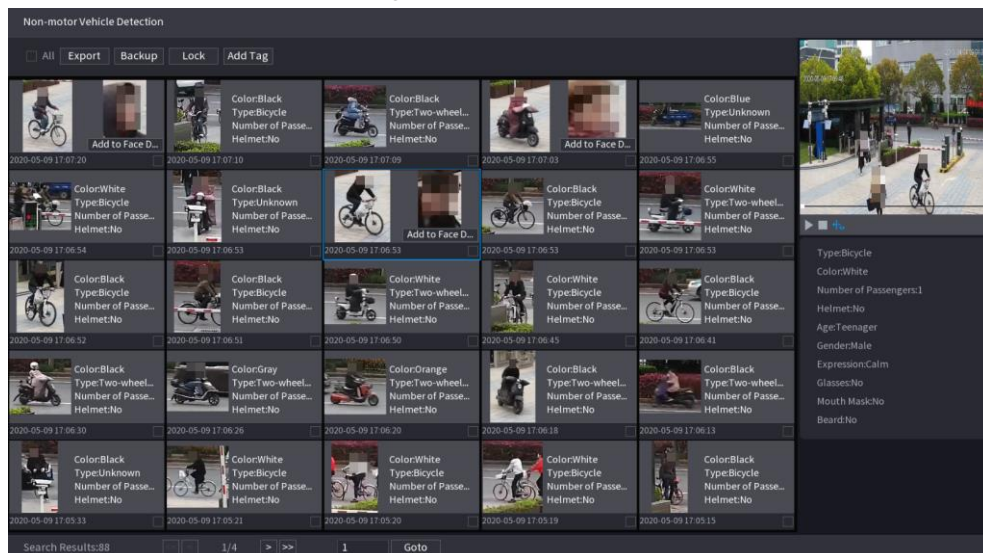 Non-motor Vehicle Detection
All Export Backup Lock Add Tag
Add to Face D...
2020-05-09 17:07:20
Color:Black
Type:Bicycle
Number of Passe...
Helmet:No
2020-05-09 17:07:10
Color:Black
Type:Two-wheel...
Number of Passe...
Helmet:No
2020-05-09 17:07:09
Add to Face D...
2020-05-09 17:07:03
Color:Blue
Type:Unknown
Number of Passe...
Helmet:No
2020-05-09 17:06:55
Color:White
Type:Bicycle
Number of Passe...
Helmet:No
2020-05-09 17:06:54
Color:Black
Type:Unknown
Number of Passe...
Helmet:No
2020-05-09 17:06:53
Add to Face D...
2020-05-09 17:06:53
Color:Black
Type:Bicycle
Number of Passe...
Helmet:No
2020-05-09 17:06:53
Color:White
Type:Two-wheel...
Number of Passe...
Helmet:No
2020-05-09 17:06:53
Color:Black
Type:Bicycle
Number of Passe...
Helmet:No
2020-05-09 17:06:52
Color:Black
Type:Bicycle
Number of Passe...
Helmet:No
2020-05-09 17:06:51
Color:White
Type:Two-wheel...
Number of Passe...
Helmet:No
2020-05-09 17:06:50
Color:White
Type:Bicycle
Number of Passe...
Helmet:No
2020-05-09 17:06:45
Color:White
Type:Bicycle
Number of Passe...
Helmet:No
2020-05-09 17:06:41
Color:Black
Type:Two-wheel...
Number of Passe...
Helmet:No
2020-05-09 17:06:30
Color:Gray
Type:Two-wheel...
Number of Passe...
Helmet:No
2020-05-09 17:06:26
Color:Orange
Type:Two-wheel...
Number of Passe...
Helmet:No
2020-05-09 17:06:20
Color:Black
Type:Two-wheel...
Number of Passe...
Helmet:No
2020-05-09 17:06:18
Color:Black
Type:Two-wheel...
Number of Passe...
Helmet:No
2020-05-09 17:06:13
Color:Black
Type:Unknown
Number of Passe...
Helmet:No
2020-05-09 17:05:33
Color:White
Type:Bicycle
Number of Passe...
Helmet:No
2020-05-09 17:05:21
Color:White
Type:Bicycle
Number of Passe...
Helmet:No
2020-05-09 17:05:20
Color:White
Type:Bicycle
Number of Passe...
Helmet:No
2020-05-09 17:05:19
Color:Black
Type:Bicycle
Number of Passe...
Helmet:No
2020-05-09 17:05:15
Type:Bicycle
Color:White
Number of Passengers:1
Helmet:No
Age:Teenager
Gender:Male
Expression:Calm
Glasses:No
Mouth Mask:No
Beard:No
Search Results:88 1/4 > >> 1 Goto